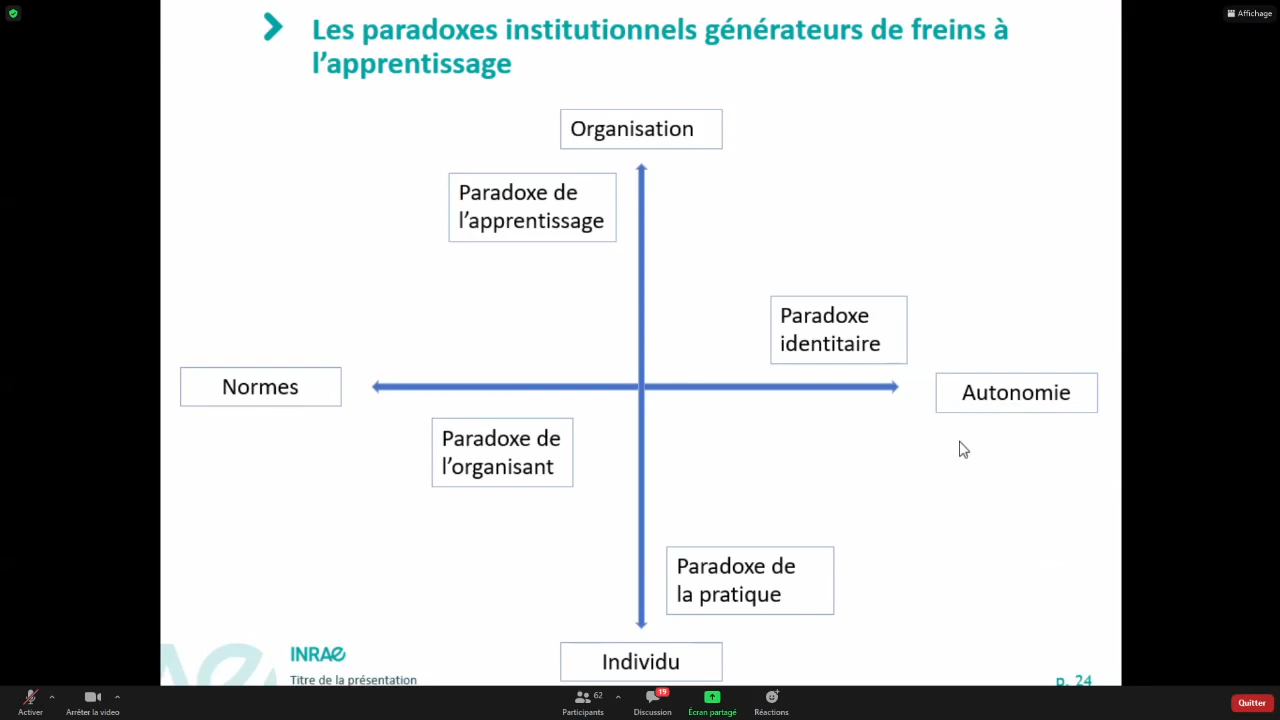 Affichage
Les paradoxes institutionnels générateurs de freins à
l’apprentissage
Organisation
Paradoxe de
l’apprentissage
Paradoxe
identitaire
Normes
Autonomie
Paradoxe de
l’organisant
Paradoxe de
la pratique
Individu
INRAE
Titre de la présentation
p. 24
Activer
Arrêter la video
62
Participants
19
Discussion
Écran partagé
Réactions
Quitter